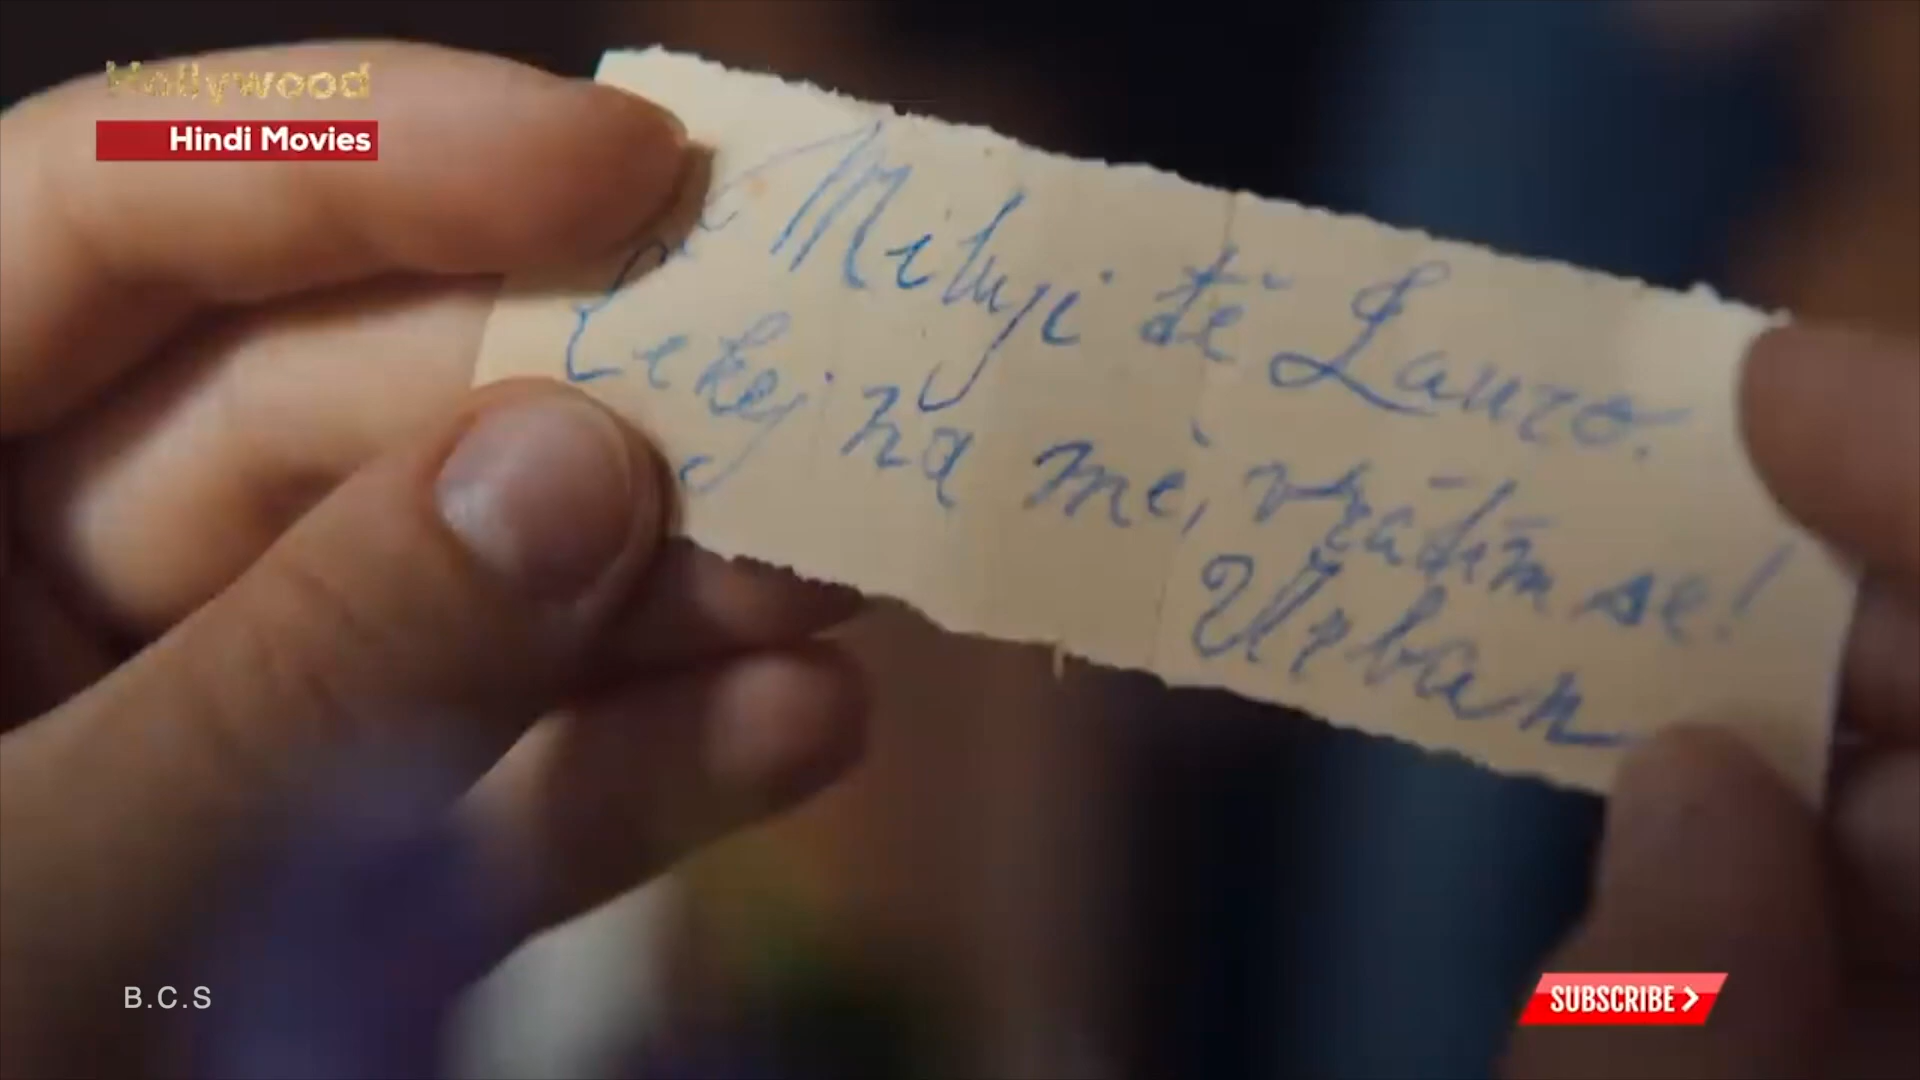 Hollywood
Hindi Movies
Miluji tě Lauro.
Čekej na mě, vrátím se!
Urban
B.C.S
SUBSCRIBE >